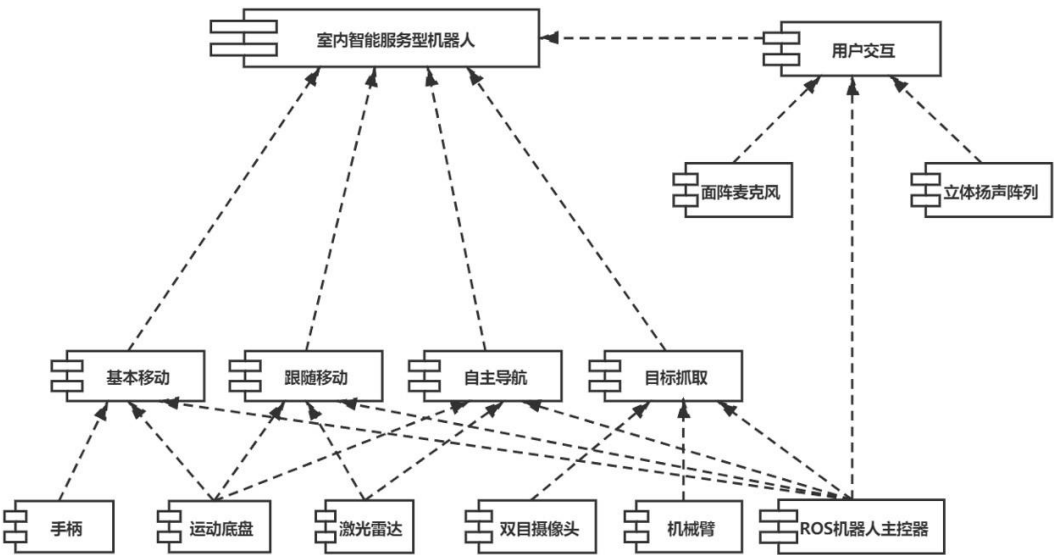 室内智能服务型机器人
用户交互
面阵麦克风
立体扬声阵列
基本移动
跟随移动
自主导航
目标抓取
手柄
运动底盘
激光雷达
双目摄像头
机械臂
ROS机器人主控器